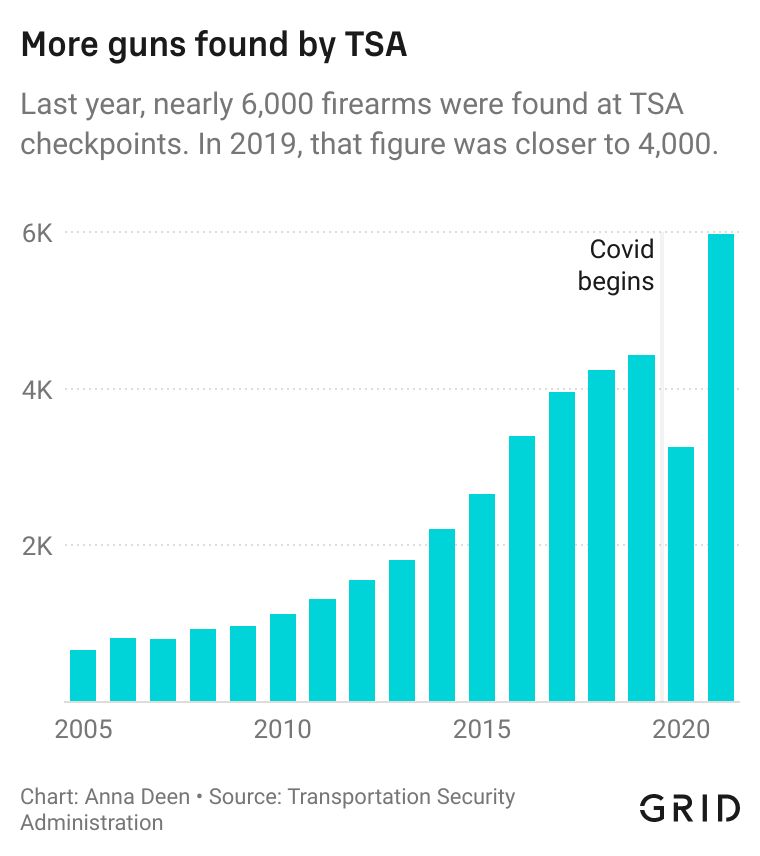 More guns found by TSA
Last year, nearly 6,000 firearms were found at TSA
checkpoints. In 2019, that figure was closer to 4,000.
6K
Covid
begins
4K
2K
2005 2010 2015 2020
Chart: Anna Deen • Source: Transportation Security
Administration
GRID